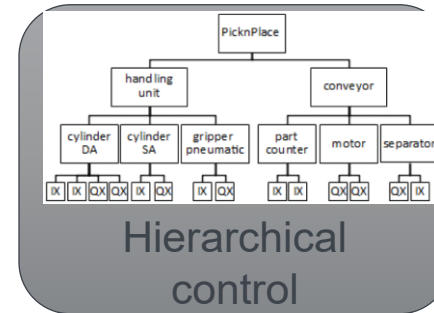 PicknPlace
handling
unit
conveyor
cylinder
DA
cylinder
SA
gripper
pneumatic
part
counter
motor
separator
IX IX QX QX IX QX IX QX IX IX QX QX QX IX
Hierarchical
control